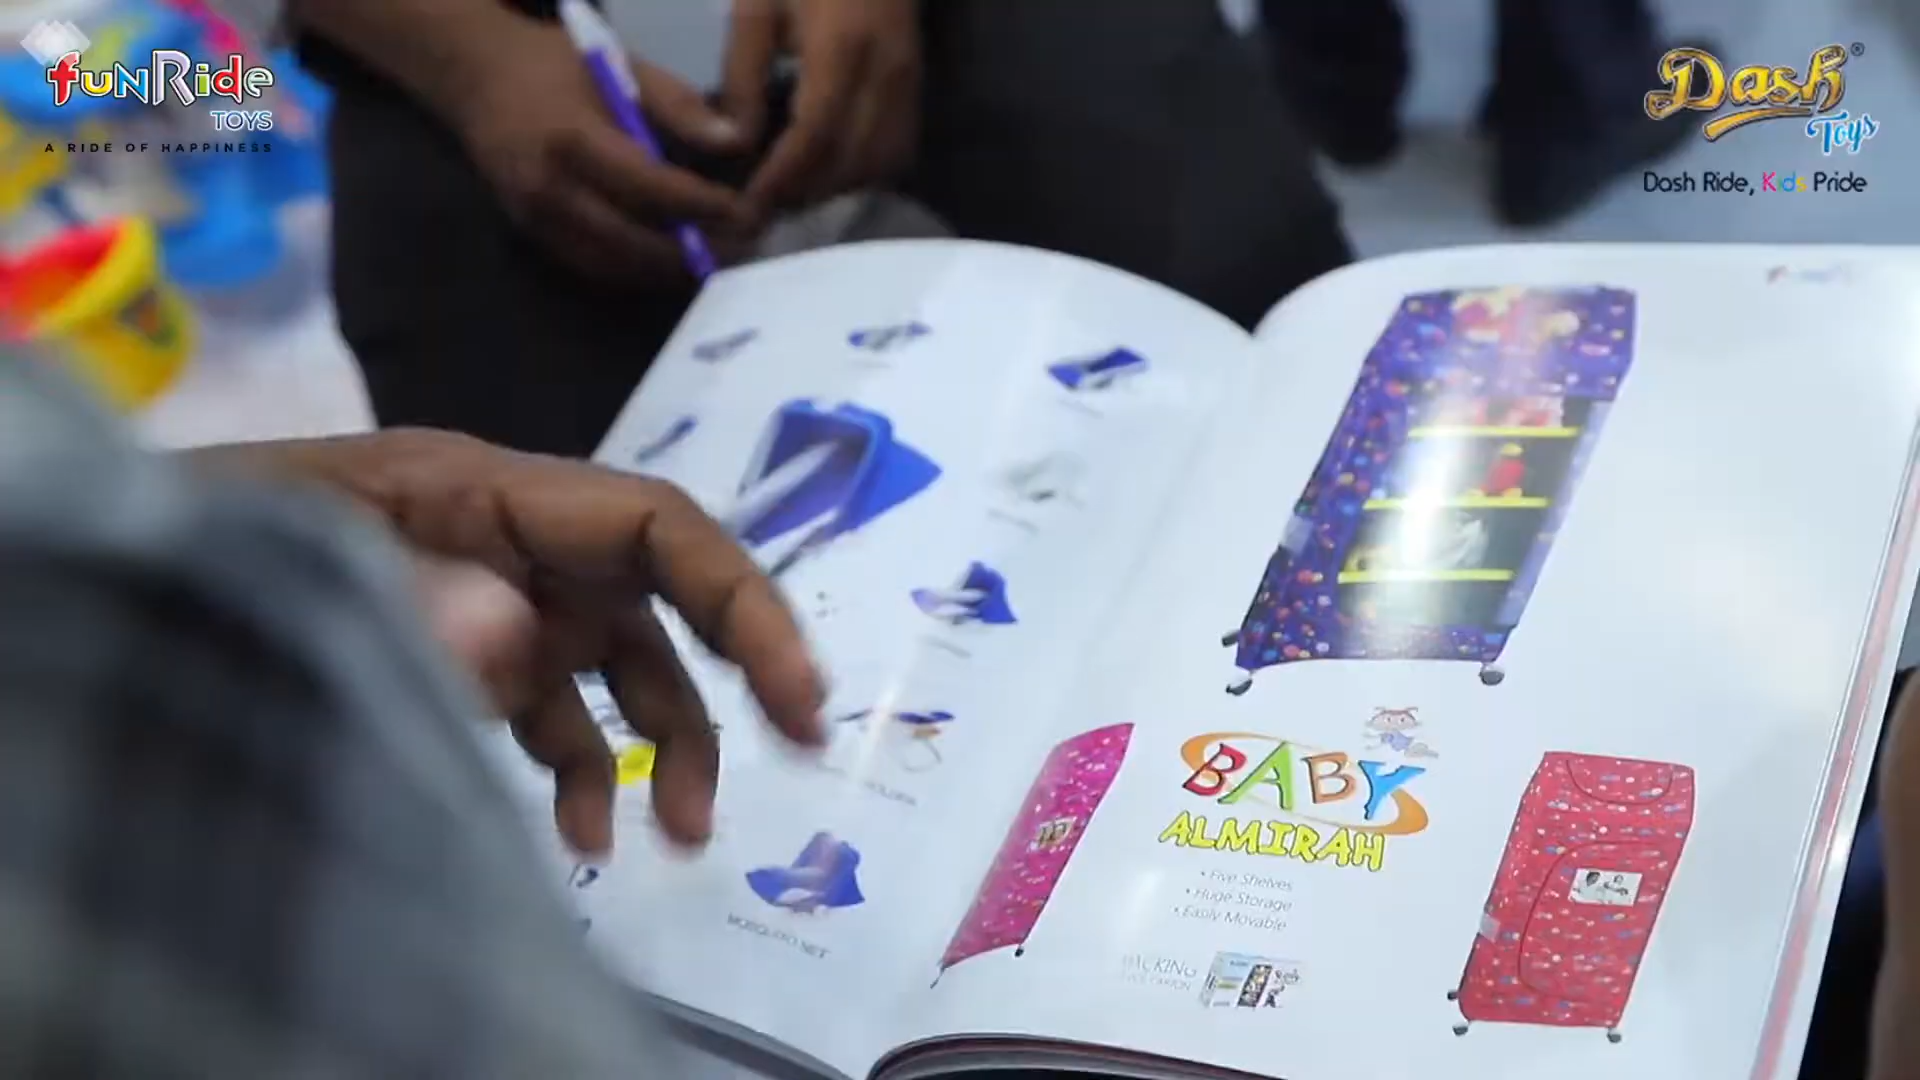 funRide
TOYS
A RIDE OF HAPPINESS
Dash®
Toys
Dash Ride, Kids Pride
MOSQUITO NET
BABY
ALMIRAH
• Five Shelves
• Huge Storage
• Easily Movable
PACKING